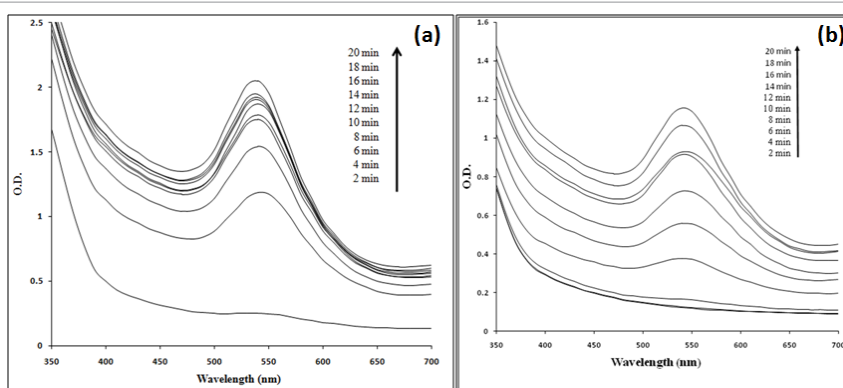 (a)
2.5
2
1.5
1
0.5
0
O.D.
20 min
18 min
16 min
14 min
12 min
10 min
8 min
6 min
4 min
2 min
350 400 450 500 550 600 650 700
Wavelength (nm)
(b)
1.6
1.4
1.2
1
0.8
0.6
0.4
0.2
0
O.D.
20 min
18 min
16 min
14 min
12 min
10 min
8 min
6 min
4 min
2 min
350 400 450 500 550 600 650 700
Wavelength (nm)